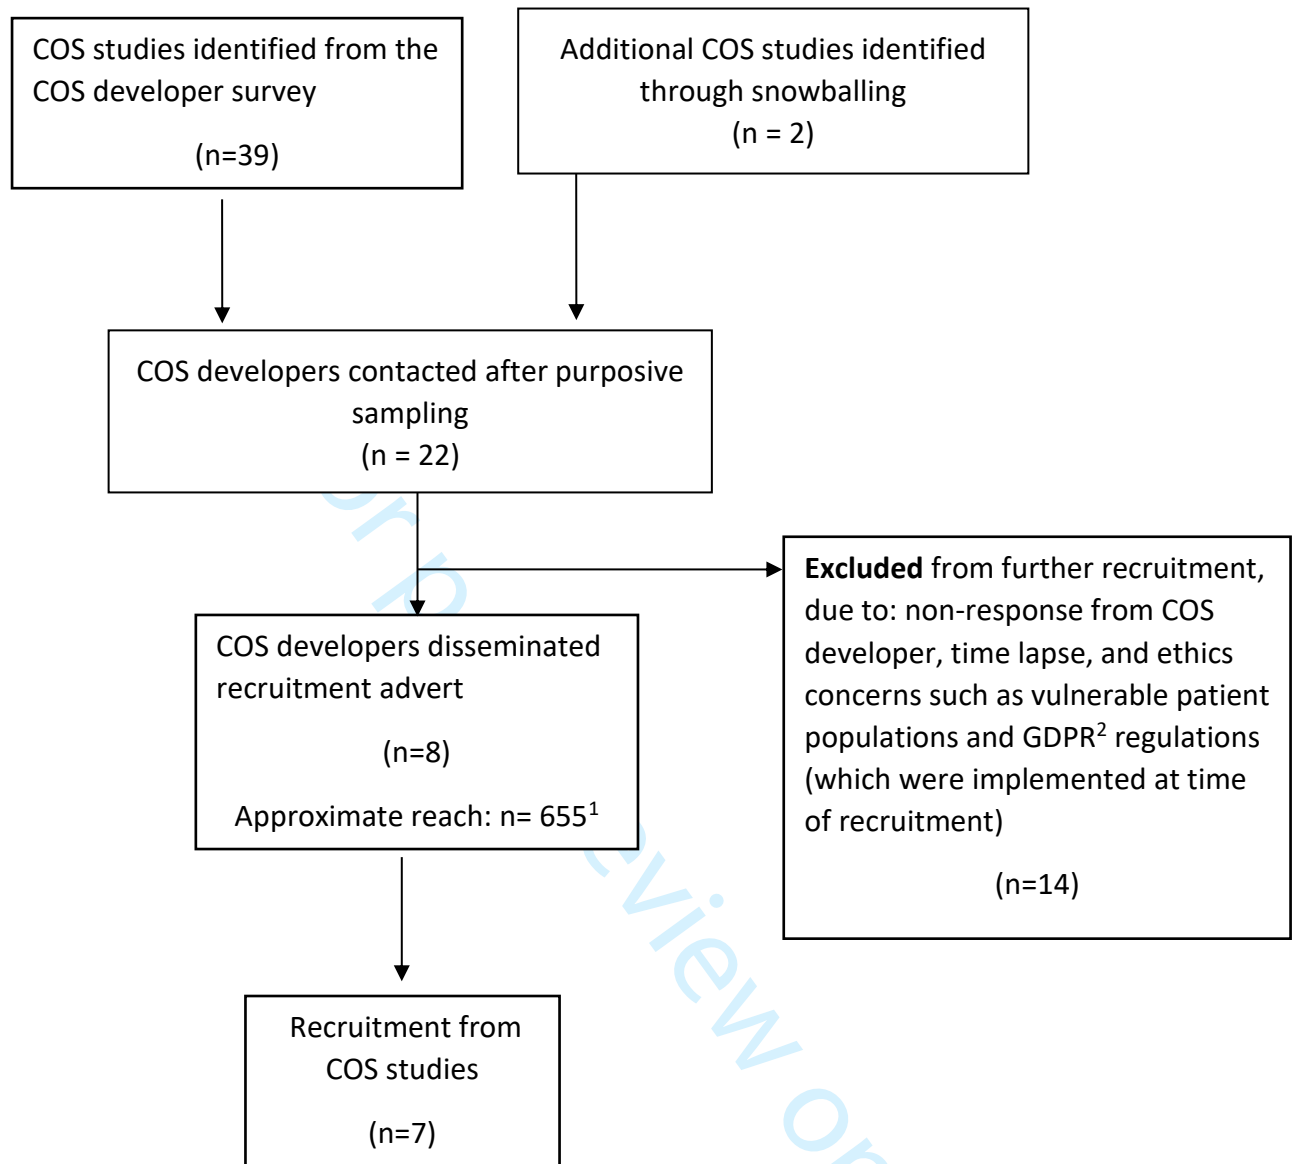 COS studies identified from the
COS developer survey
(n=39)
Additional COS studies identified
through snowballing
(n = 2)
COS developers contacted after purposive
sampling
(n = 22)
Excluded from further recruitment,
due to: non-response from COS
developer, time lapse, and ethics
concerns such as vulnerable patient
populations and GDPR² regulations
(which were implemented at time
of recruitment)
(n=14)
COS developers disseminated
recruitment advert
(n=8)
Approximate reach: n= 655¹
Recruitment from
COS studies
(n=7)